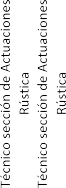 Técnico sección de Actuaciones
Rústica
Técnico sección de Actuaciones
Rústica